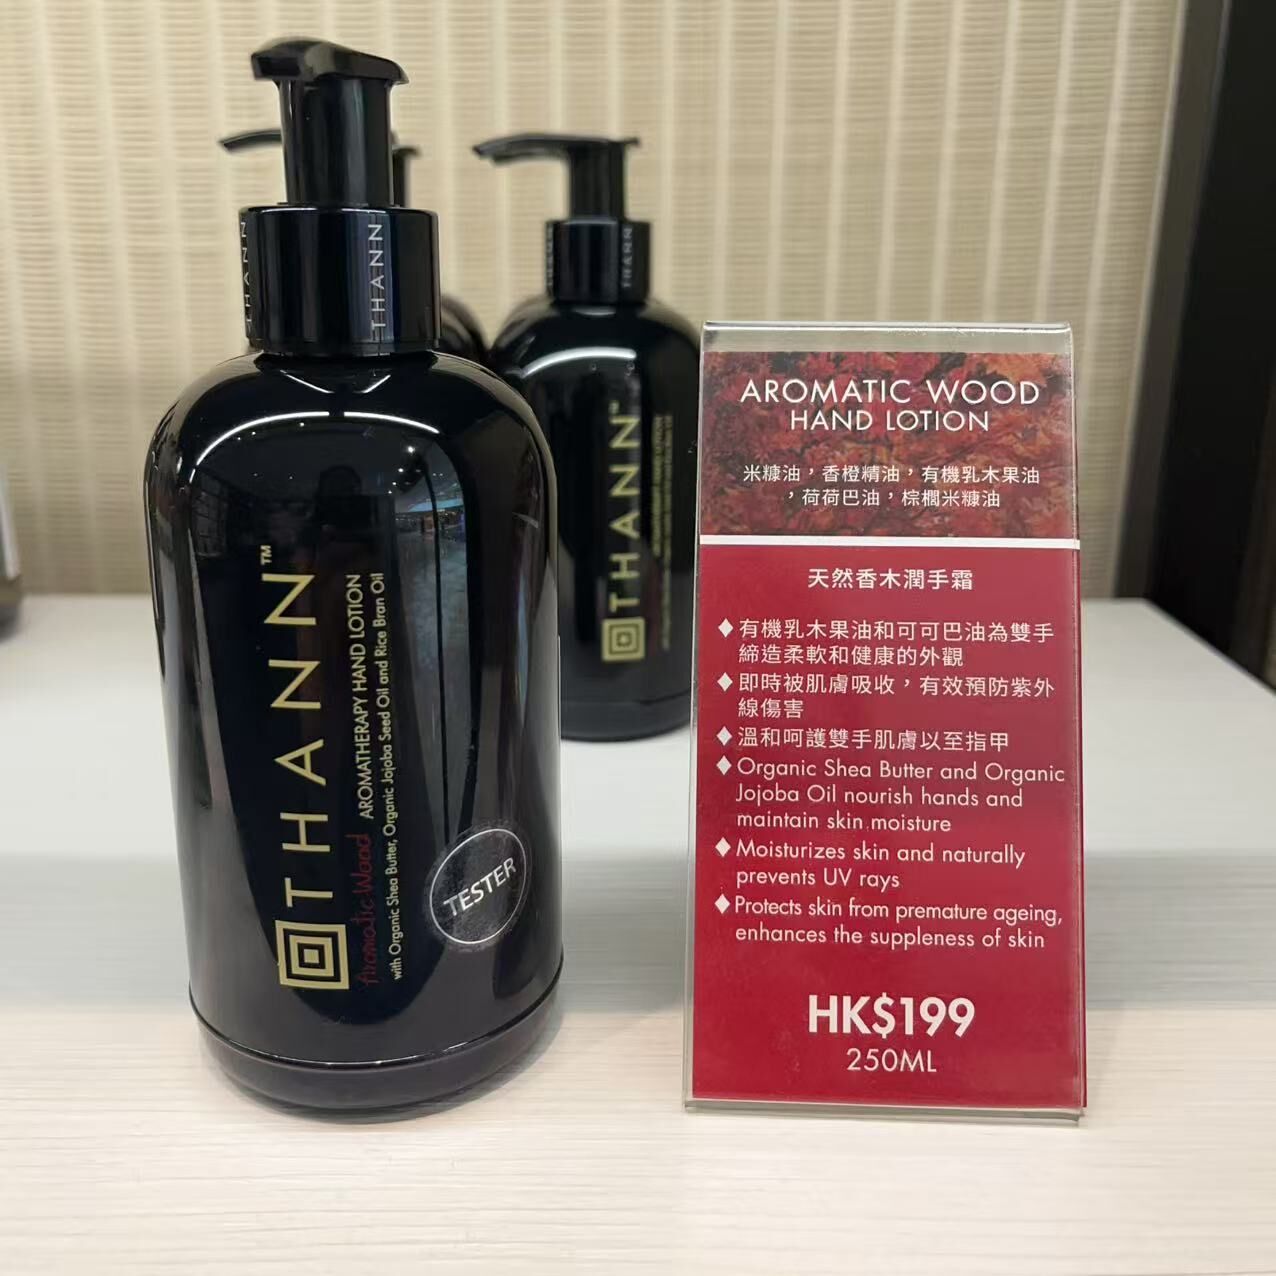 THANN
THANN
THANN
THANN™
Aromatic Wood AROMATHERAPY HAND LOTION
with Organic Shea Butter, Organic Jojoba Seed Oil and Rice Bran Oil
TESTER
THANN™
AROMATIC WOOD
HAND LOTION
米糠油，香橙精油，有機乳木果油
，荷荷巴油，棕櫚米糠油
天然香木潤手霜
♦有機乳木果油和可可巴油為雙手
締造柔軟和健康的外觀
♦即時被肌膚吸收，有效預防紫外
線傷害
♦溫和呵護雙手肌膚以至指甲
♦Organic Shea Butter and Organic
Jojoba Oil nourish hands and
maintain skin moisture
♦Moisturizes skin and naturally
prevents UV rays
♦Protects skin from premature ageing,
enhances the suppleness of skin
HK$199
250ML